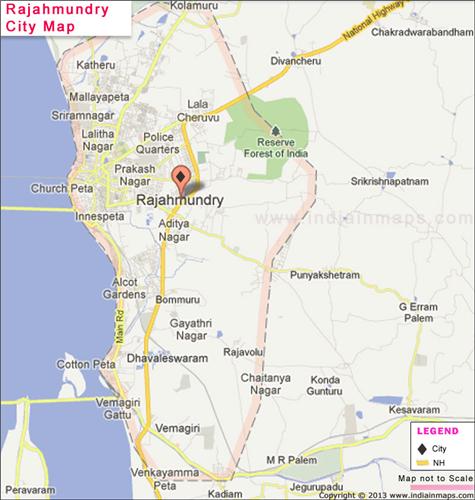 Rajahmundry
City Map
Kolamuru
National Highway
Chakradwarabandham
Divancheru
Katheru
Mallayapeta
Lala
Cheruvu
Sriramnagar
Lalitha
Nagar
Police
Quarters
Reserve
Forest of India
Prakash
Nagar
Church Peta
Srikrishnapatnam
Rajahmundry
www.indiainmaps.com
Innespeta
Aditya
Nagar
Punyakshetram
Alcot
Gardens
Bommuru
G Erram
Palem
Main Rd
Gayathri
Nagar
Dhavaleswaram
Rajavolu
Cotton Peta
Chaitanya
Nagar
Konda
Gunturu
Vemagiri
Gattu
Kesavaram
Vemagiri
LEGEND
City
NH
Map not to Scale
M R Palem
Venkayamma
Peta
Kadiam
Jegurupadu
Copyright © 2013 www.indiainmaps.com